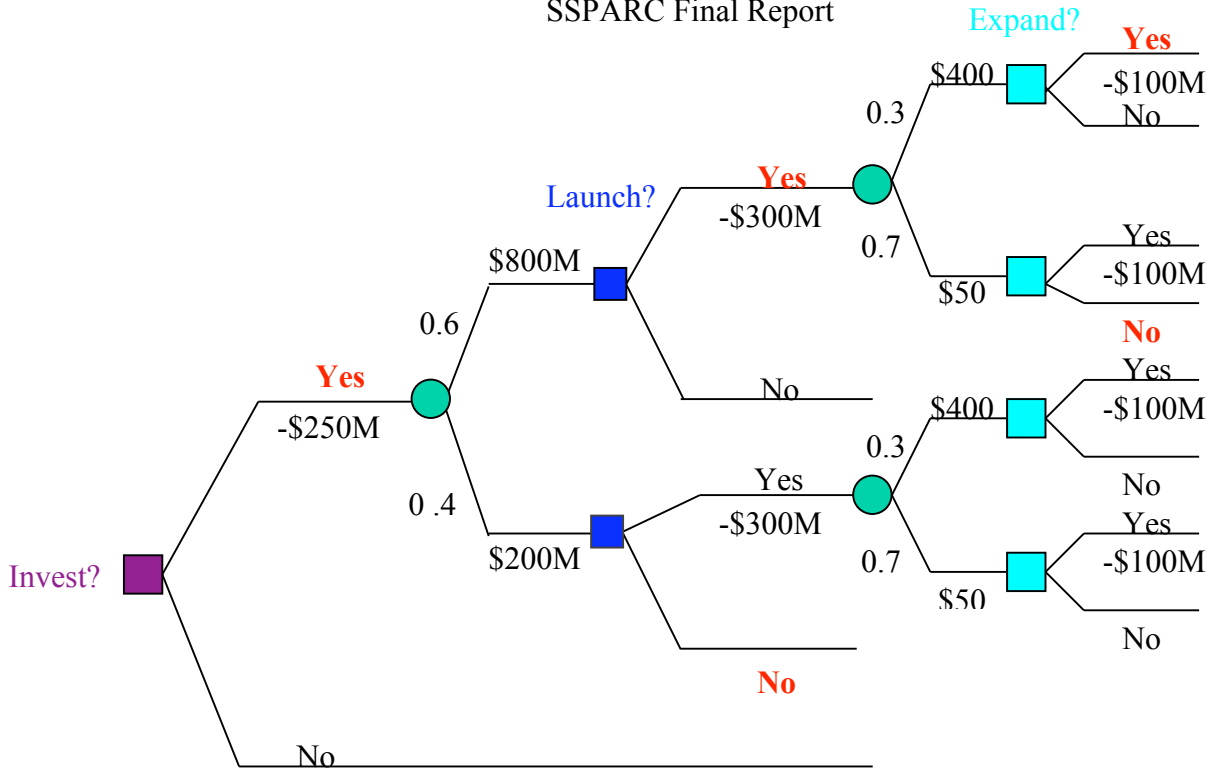 SSPARC Final Report
Expand?
Yes
$400
-$100M
No
0.3
Launch?
Yes
-$300M
0.7
Yes
-$100M
$50
No
$800M
0.6
No
Yes
-$250M
0 .4
$200M
Yes
-$300M
0.3
$400
Yes
-$100M
No
0.7
$50
Yes
-$100M
No
No
Invest?
No